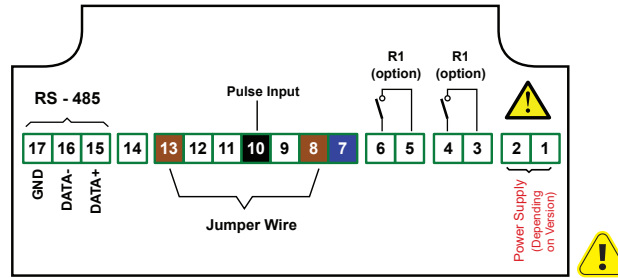 R1
(option)
R1
(option)
RS - 485
Pulse Input
17 16 15 14 13 12 11 10 9 8 7 6 5 4 3 2 1
GND
DATA-
DATA+
Jumper Wire
Power Supply
(Depending
on Version)